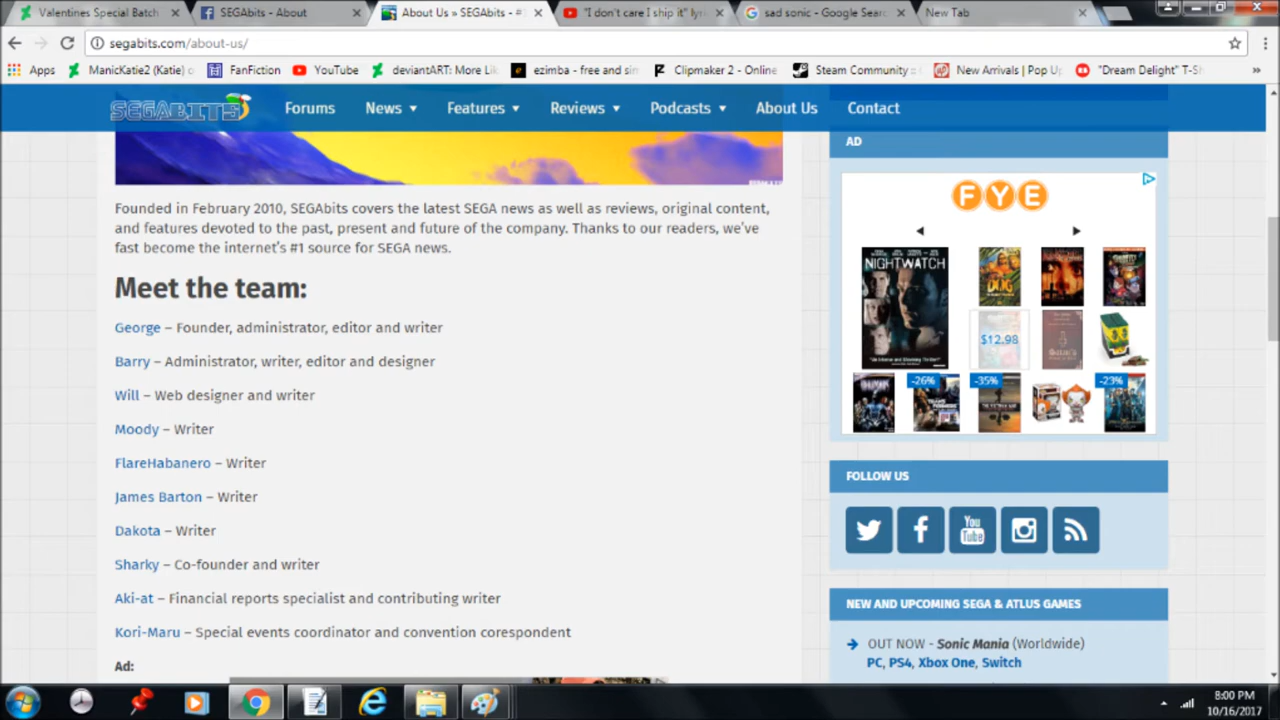 Valentines Special Batch
SEGAbits - About
About Us » SEGAbits - #
"I don't care I ship it" lyri
sad sonic - Google Sear
New Tab
segabits.com/about-us/
Apps
ManicKatie2 (Katie)
FanFiction
YouTube
deviantART: More Lik
ezimba - free and sim
Clipmaker 2 - Online
Steam Community ::
New Arrivals | Pop Up
"Dream Delight" T-Sh
»
SEGABITS
Forums
News
Features
Reviews
Podcasts
About Us
Contact
Founded in February 2010, SEGAbits covers the latest SEGA news as well as reviews, original content,
and features devoted to the past, present and future of the company. Thanks to our readers, we've
fast become the internet's #1 source for SEGA news.
Meet the team:
George – Founder, administrator, editor and writer
Barry – Administrator, writer, editor and designer
Will – Web designer and writer
Moody – Writer
FlareHabanero – Writer
James Barton – Writer
Dakota – Writer
Sharky – Co-founder and writer
Aki-at – Financial reports specialist and contributing writer
Kori-Maru – Special events coordinator and convention corespondent
Ad:
AD
FYE
NIGHTWATCH
$12.98
-26%
-35%
-23%
FOLLOW US
You
Tube
NEW AND UPCOMING SEGA & ATLUS GAMES
OUT NOW - Sonic Mania (Worldwide)
PC, PS4, Xbox One, Switch
8:00 PM
10/16/2017